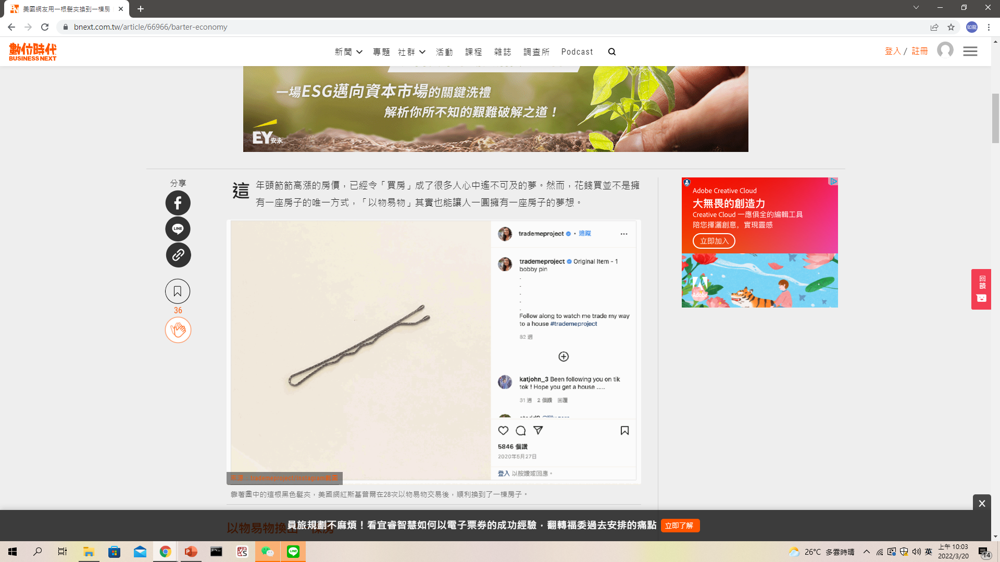 美國網友用一根髮夾換到一棟房
bnext.com.tw/article/66966/barter-economy
如龍
數位時代
BUSINESS NEXT
新聞
專題
社群
活動
課程
雜誌
調查所
Podcast
登入 / 註冊
一場ESG邁向資本市場的關鍵洗禮
解析你所不知的艱難破解之道！
EY安永
分享
LINE
36
這年頭節節高漲的房價，已經令「買房」成了很多人心中遙不可及的夢。然而，花錢買並不是擁
有一座房子的唯一方式，「以物易物」其實也能讓人一圓擁有一座房子的夢想。
trademeproject • 追蹤
trademeproject Original Item - 1
bobby pin
.
.
.
.
.
Follow along to watch me trade my way
to a house #trademeproject
82 週
katjohn_3 Been following you on tik
tok ! Hope you get a house .....
31 週 2 個讚 回覆
5846 個讚
2020年5月27日
登入 以按讚或回應。
靠著圖中的這根黑色髮夾，美國網紅斯基普爾在28次以物易物交易後，順利換到了一棟房子。
Adobe Creative Cloud
大無畏的創造力
Creative Cloud 一應俱全的編輯工具
陪您揮灑創意，實現靈感
立即加入
Adobe
回饋
以物易物換出一棟房
員旅規劃不麻煩！看宜睿智慧如何以電子票券的成功經驗．翻轉福委過去安排的痛點 立即了解
26°C 多雲時晴
英
上午 10:03
2022/3/20
14